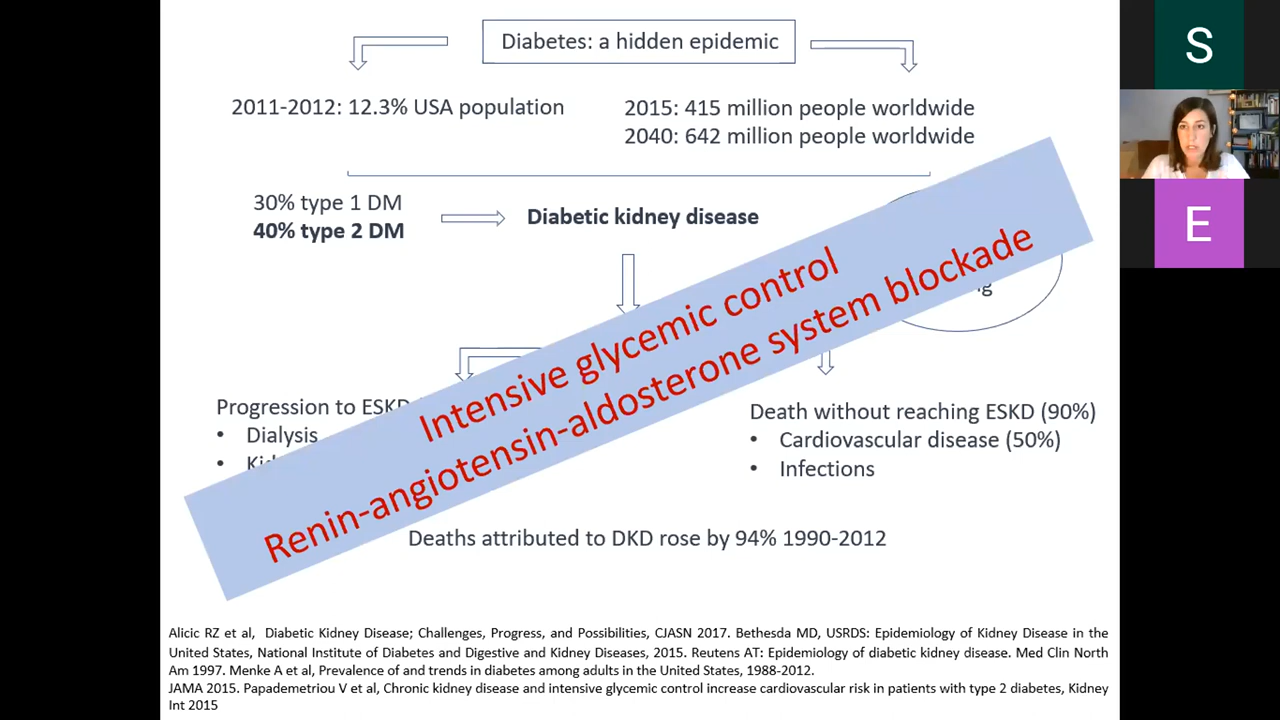 Diabetes: a hidden epidemic
2011-2012: 12.3% USA population
2015: 415 million people worldwide
2040: 642 million people worldwide
30% type 1 DM
40% type 2 DM
Diabetic kidney disease
Intensive glycemic control
Renin-angiotensin-aldosterone system blockade
Progression to ESKD
• Dialysis
Death without reaching ESKD (90%)
• Cardiovascular disease (50%)
• Infections
Deaths attributed to DKD rose by 94% 1990-2012
Alicic RZ et al, Diabetic Kidney Disease; Challenges, Progress, and Possibilities, CJASN 2017. Bethesda MD, USRDS: Epidemiology of Kidney Disease in the
United States, National Institute of Diabetes and Digestive and Kidney Diseases, 2015. Reutens AT: Epidemiology of diabetic kidney disease. Med Clin North
Am 1997. Menke A et al, Prevalence of and trends in diabetes among adults in the United States, 1988-2012.
JAMA 2015. Papademetriou V et al, Chronic kidney disease and intensive glycemic control increase cardiovascular risk in patients with type 2 diabetes, Kidney
Int 2015
S
E